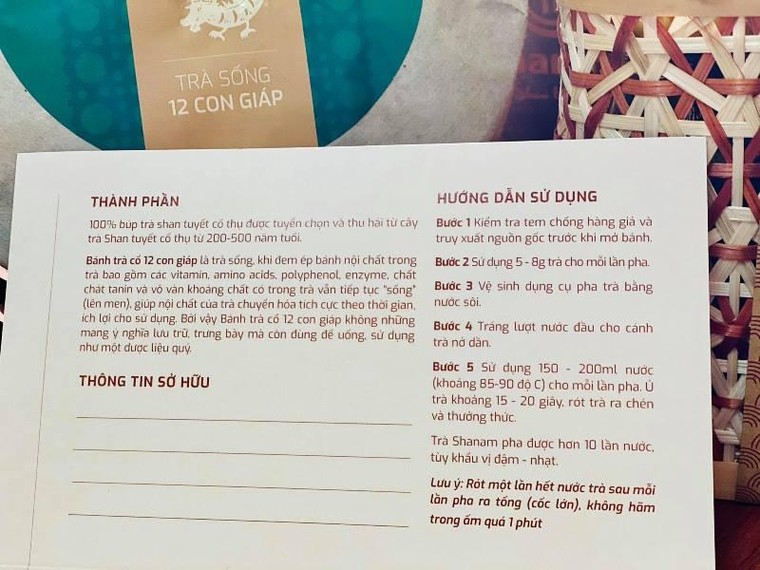 TRÀ SỐNG
12 CON GIÁP
THÀNH PHẦN
100% búp trà shan tuyết cổ thụ được tuyển chọn và thu hái từ cây
trà Shan tuyết cổ thụ từ 200-500 năm tuổi.
Bánh trà cổ 12 con giáp là trà sống, khi đem ép bánh nội chất trong
trà bao gồm các vitamin, amino acids, polyphenol, enzyme, chất
chát tanin và vô vàn khoáng chất có trong trà vẫn tiếp tục "sống"
(lên men), giúp nội chất của trà chuyển hóa tích cực theo thời gian,
ích lợi cho sử dụng. Bởi vậy Bánh trà cổ 12 con giáp không những
mang ý nghĩa lưu trữ, trưng bày mà còn dùng để uống, sử dụng
như một dược liệu quý.
THÔNG TIN SỞ HỮU
HƯỚNG DẪN SỬ DỤNG
Bước 1 Kiểm tra tem chống hàng giả và
truy xuất nguồn gốc trước khi mở bánh.
Bước 2 Sử dụng 5 - 8g trà cho mỗi lần pha.
Bước 3 Vệ sinh dụng cụ pha trà bằng
nước sôi.
Bước 4 Tráng lượt nước đầu cho cánh
trà nở dần.
Bước 5 Sử dụng 150 - 200ml nước
(khoảng 85-90 độ C) cho mỗi lần pha. Ủ
trà khoảng 15 - 20 giây, rót trà ra chén
và thưởng thức.
Trà Shanam pha được hơn 10 lần nước,
tùy khẩu vị đậm - nhạt.
Lưu ý: Rót một lần hết nước trà sau mỗi
lần pha ra tống (cốc lớn), không hãm
trong ấm quá 1 phút